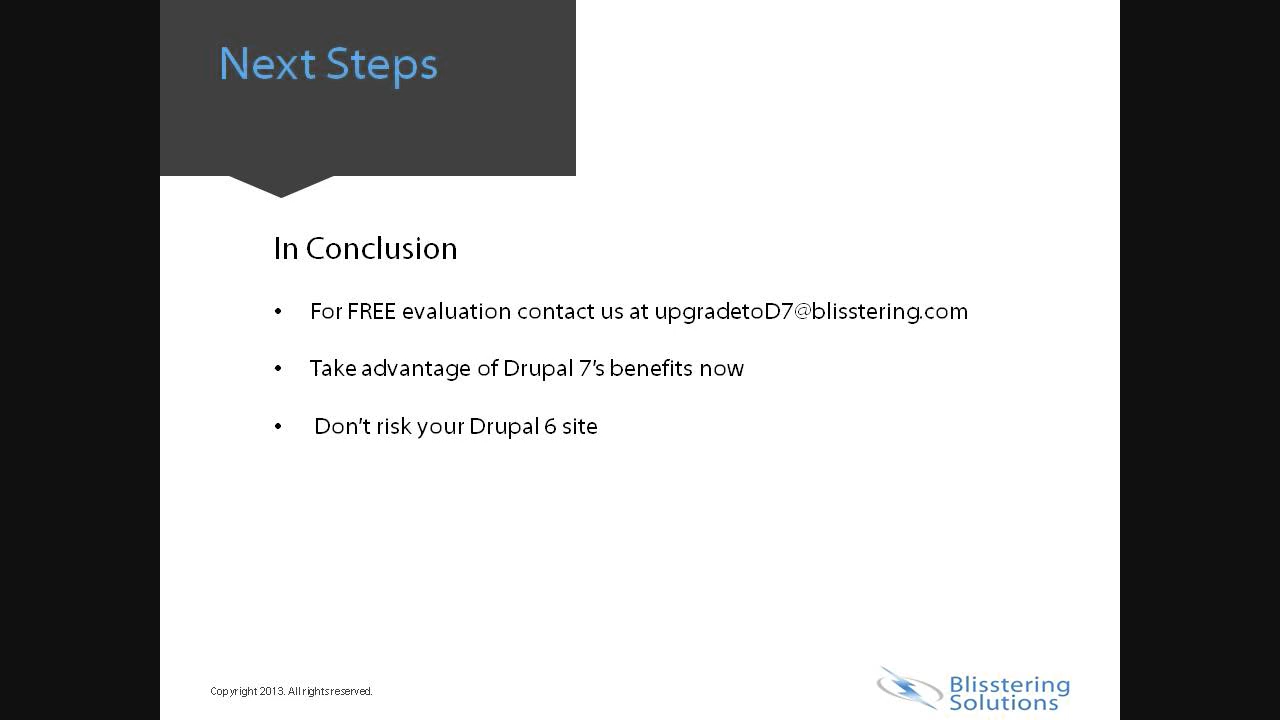 Next Steps
In Conclusion
• For FREE evaluation contact us at upgradetoD7@blisstering.com
• Take advantage of Drupal 7’s benefits now
• Don’t risk your Drupal 6 site
Copyright 2013. All rights reserved.
Blisstering
Solutions